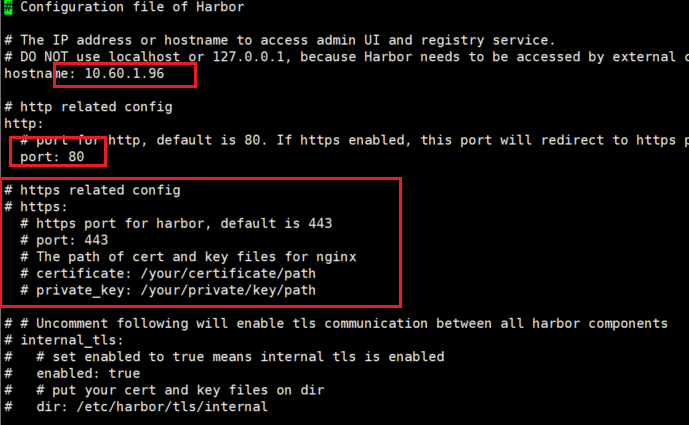 # Configuration file of Harbor
# The IP address or hostname to access admin UI and registry service.
# DO NOT use localhost or 127.0.0.1, because Harbor needs to be accessed by external
hostname: 10.60.1.96
# http related config
http:
# port for http, default is 80. If https enabled, this port will redirect to https
port: 80
# https related config
# https:
# https port for harbor, default is 443
# port: 443
# The path of cert and key files for nginx
# certificate: /your/certificate/path
# private_key: /your/private/key/path
# # Uncomment following will enable tls communication between all harbor components
# internal_tls:
# # set enabled to true means internal tls is enabled
# enabled: true
# # put your cert and key files on dir
# dir: /etc/harbor/tls/internal